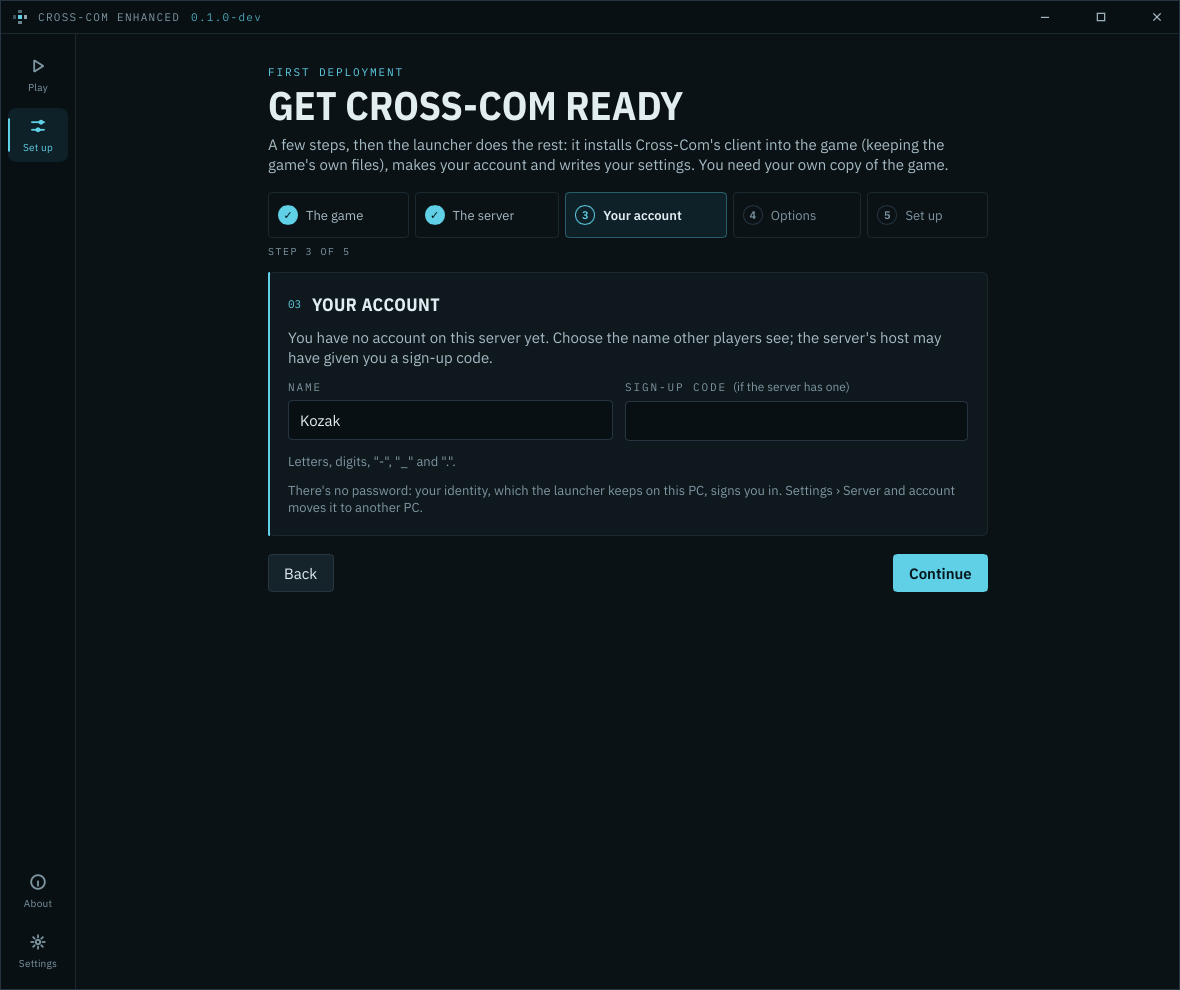 CROSS-COM ENHANCED 0.1.0-dev
Play
Set up
FIRST DEPLOYMENT
GET CROSS-COM READY
A few steps, then the launcher does the rest: it installs Cross-Com's client into the game (keeping the
game's own files), makes your account and writes your settings. You need your own copy of the game.
✓ The game
✓ The server
3 Your account
4 Options
5 Set up
STEP 3 OF 5
03 YOUR ACCOUNT
You have no account on this server yet. Choose the name other players see; the server's host may
have given you a sign-up code.
NAME
SIGN-UP CODE (if the server has one)
Kozak
Letters, digits, "-", "_" and ".".
There's no password: your identity, which the launcher keeps on this PC, signs you in. Settings › Server and account
moves it to another PC.
Back
Continue
About
Settings